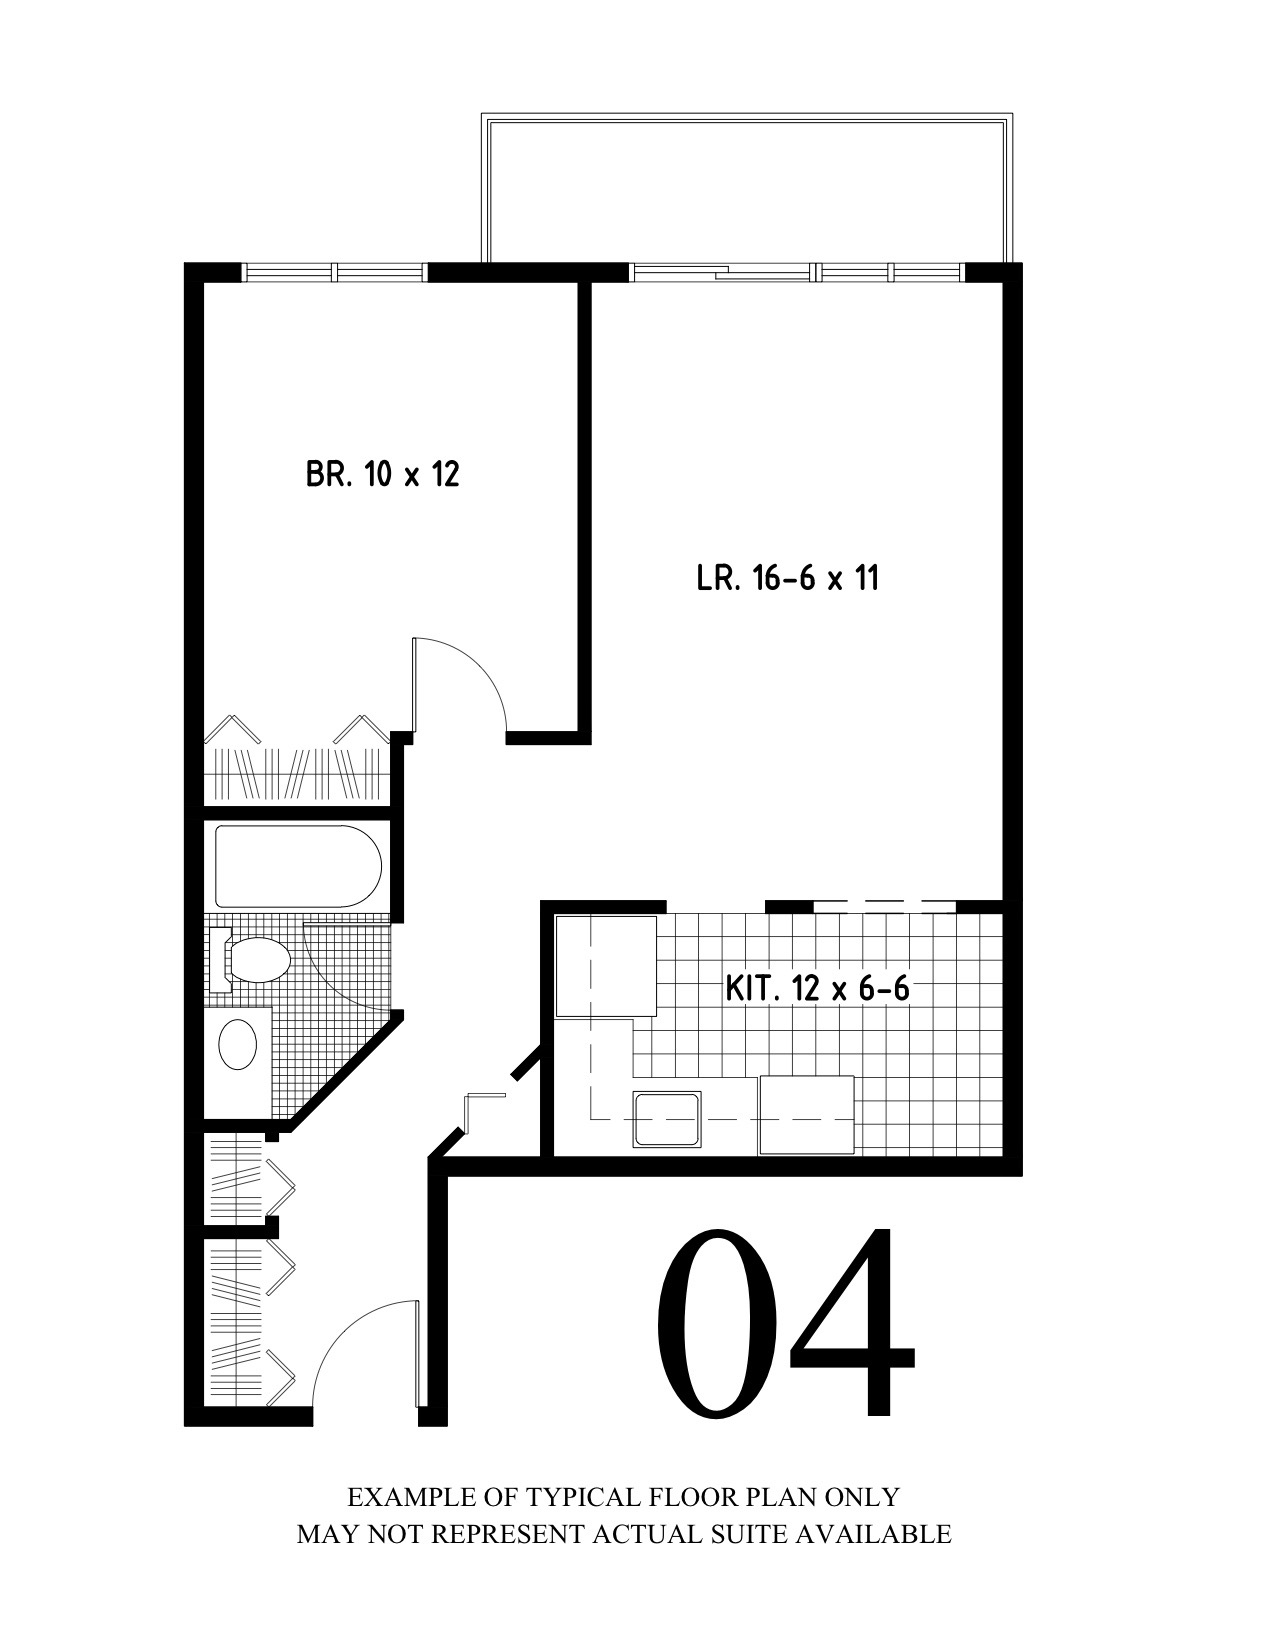 BR. 10 x 12
LR. 16-6 x 11
KIT. 12 x 6-6
04
EXAMPLE OF TYPICAL FLOOR PLAN ONLY
MAY NOT REPRESENT ACTUAL SUITE AVAILABLE